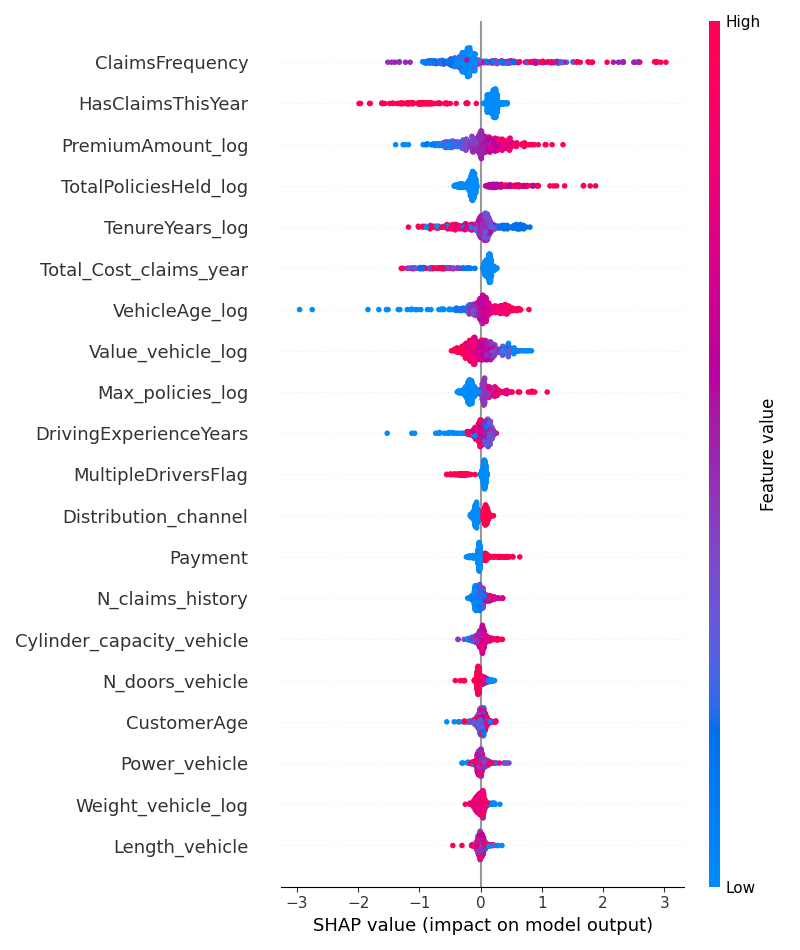 High
ClaimsFrequency
HasClaimsThisYear
PremiumAmount_log
TotalPoliciesHeld_log
TenureYears_log
Total_Cost_claims_year
VehicleAge_log
Value_vehicle_log
Max_policies_log
DrivingExperienceYears
MultipleDriversFlag
Distribution_channel
Payment
N_claims_history
Cylinder_capacity_vehicle
N_doors_vehicle
CustomerAge
Power_vehicle
Weight_vehicle_log
Length_vehicle
Feature value
Low
−3 −2 −1 0 1 2 3
SHAP value (impact on model output)